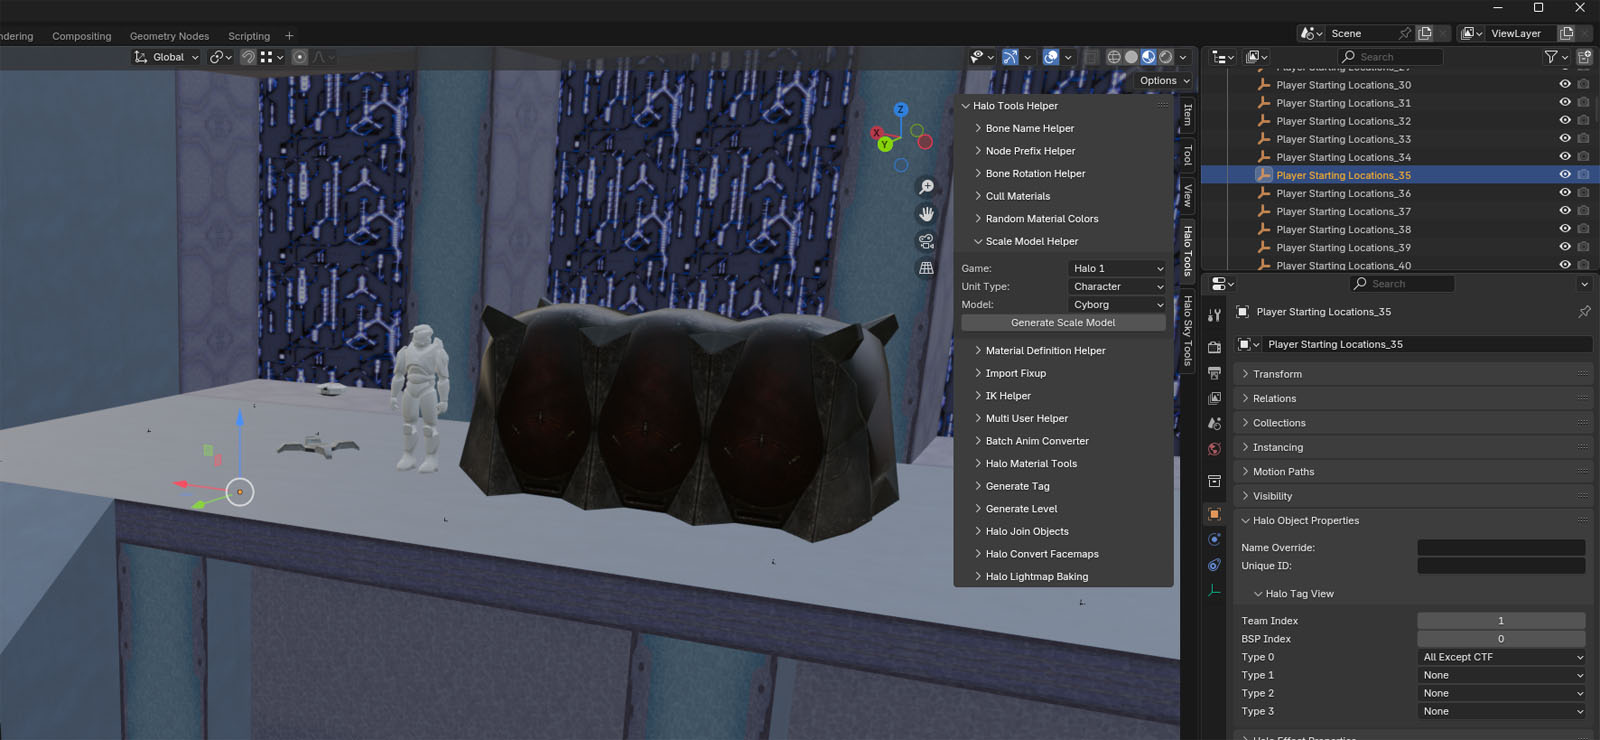 ndering Compositing Geometry Nodes Scripting +
Scene
ViewLayer
Global
Options
Search
Z
X
Y
Halo Tools Helper
Bone Name Helper
Node Prefix Helper
Bone Rotation Helper
Cull Materials
Random Material Colors
Scale Model Helper
Game: Halo 1
Unit Type: Character
Model: Cyborg
Generate Scale Model
Material Definition Helper
Import Fixup
IK Helper
Multi User Helper
Batch Anim Converter
Halo Material Tools
Generate Tag
Generate Level
Halo Join Objects
Halo Convert Facemaps
Halo Lightmap Baking
Item
Tool
View
Halo Tools
Halo Sky Tools
Player Starting Locations_30
Player Starting Locations_31
Player Starting Locations_32
Player Starting Locations_33
Player Starting Locations_34
Player Starting Locations_35
Player Starting Locations_36
Player Starting Locations_37
Player Starting Locations_38
Player Starting Locations_39
Player Starting Locations_40
Search
Player Starting Locations_35
Player Starting Locations_35
Transform
Relations
Collections
Instancing
Motion Paths
Visibility
Halo Object Properties
Name Override:
Unique ID:
Halo Tag View
Team Index 1
BSP Index 0
Type 0 All Except CTF
Type 1 None
Type 2 None
Type 3 None